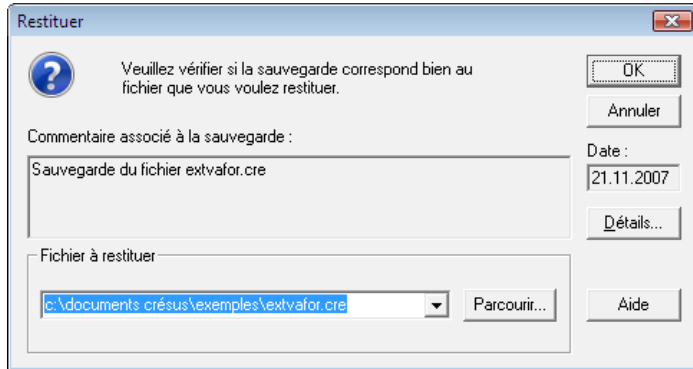 Restituer
Veuillez vérifier si la sauvegarde correspond bien au
fichier que vous voulez restituer.
OK
Annuler
Commentaire associé à la sauvegarde :
Sauvegarde du fichier extvafor.cre
Date :
21.11.2007
Détails...
Fichier à restituer
c:\documents crésus\exemples\extvafor.cre
Parcourir...
Aide